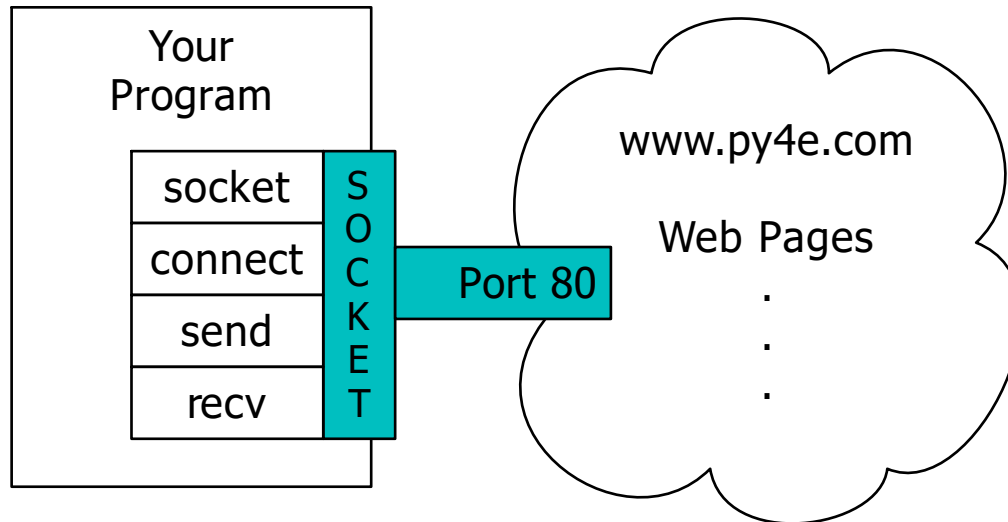 Your
Program
socket
connect
send
recv
S
O
C
K
E
T
Port 80
www.py4e.com
Web Pages
.
.
.